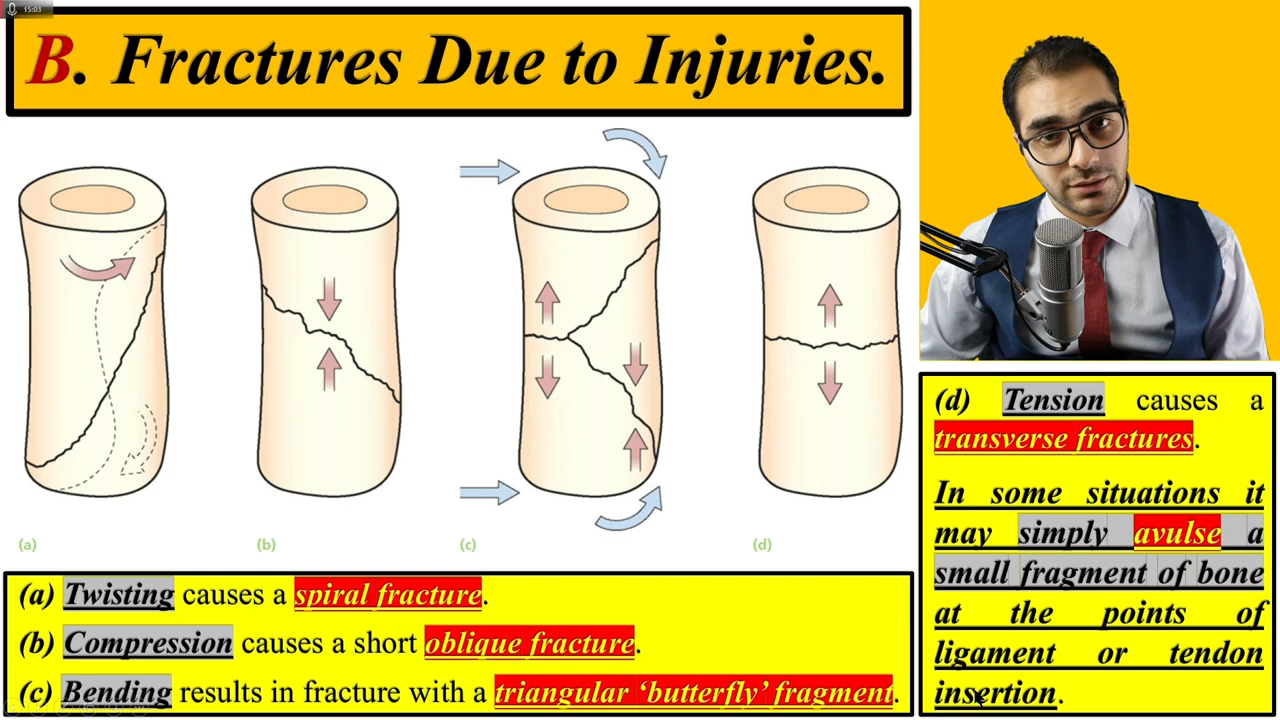 15:03
B. Fractures Due to Injuries.
(a)
(b)
(c)
(d)
(a) Twisting causes a spiral fracture.
(b) Compression causes a short oblique fracture.
(c) Bending results in fracture with a triangular ‘butterfly’ fragment.
(d) Tension causes a
transverse fractures.
In some situations it
may simply avulse a
small fragment of bone
at the points of
ligament or tendon
insertion.